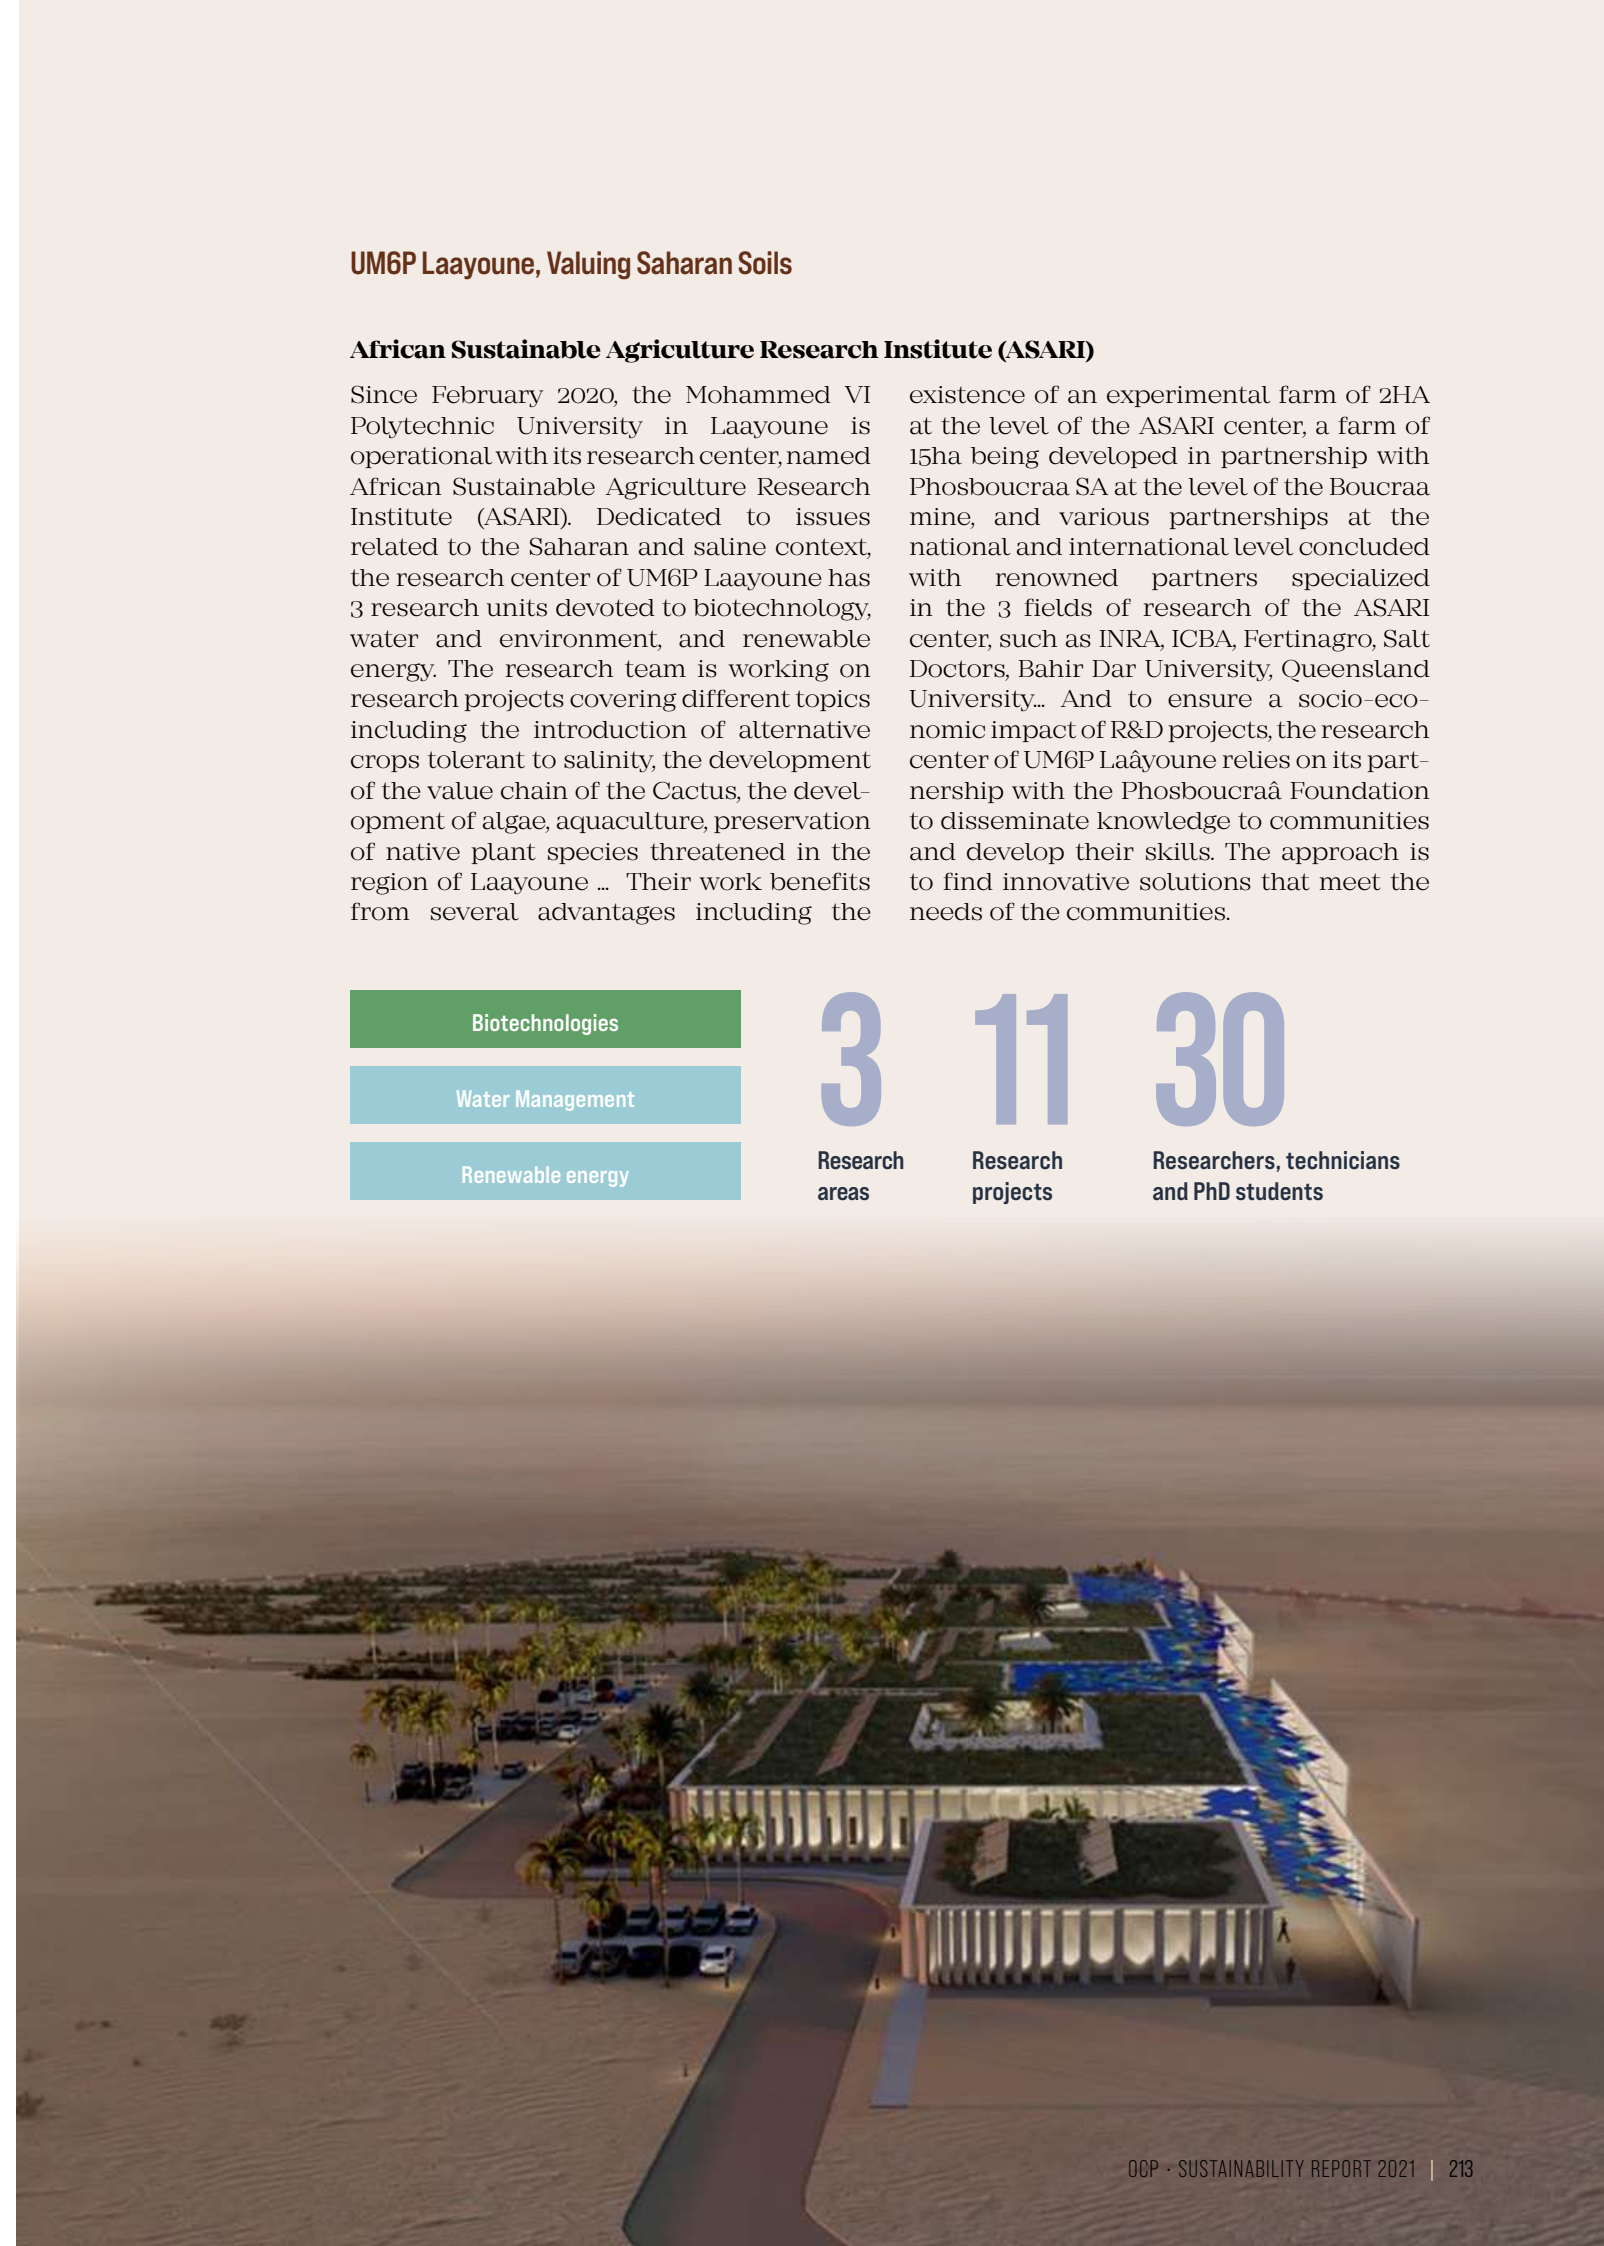 UM6P Laayoune, Valuing Saharan Soils
African Sustainable Agriculture Research Institute (ASARI)
Since February 2020, the Mohammed VI
Polytechnic University in Laayoune is
operational with its research center, named
African Sustainable Agriculture Research
Institute (ASARI). Dedicated to issues
related to the Saharan and saline context,
the research center of UM6P Laayoune has
3 research units devoted to biotechnology,
water and environment, and renewable
energy. The research team is working on
research projects covering different topics
including the introduction of alternative
crops tolerant to salinity, the development
of the value chain of the Cactus, the devel-
opment of algae, aquaculture, preservation
of native plant species threatened in the
region of Laayoune ... Their work benefits
from several advantages including the
existence of an experimental farm of 2HA
at the level of the ASARI center, a farm of
15ha being developed in partnership with
Phosboucraa SA at the level of the Boucraa
mine, and various partnerships at the
national and international level concluded
with renowned partners specialized
in the 3 fields of research of the ASARI
center, such as INRA, ICBA, Fertinagro, Salt
Doctors, Bahir Dar University, Queensland
University... And to ensure a socio-eco-
nomic impact of R&D projects, the research
center of UM6P Laâyoune relies on its part-
nership with the Phosboucraâ Foundation
to disseminate knowledge to communities
and develop their skills. The approach is
to find innovative solutions that meet the
needs of the communities.
Biotechnologies
Water Management
Renewable energy
3
Research
areas
11
Research
projects
30
Researchers, technicians
and PhD students
OCP · SUSTAINABILITY REPORT 2021 | 213